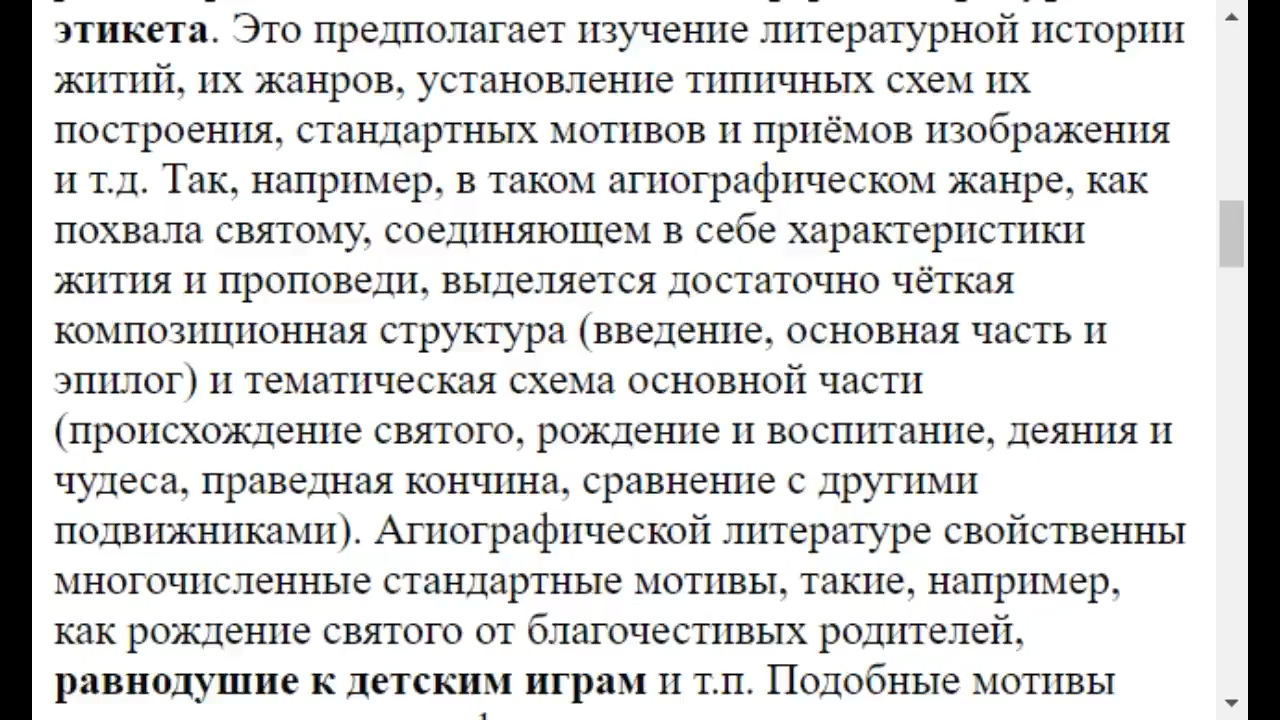 этикета. Это предполагает изучение литературной истории
житий, их жанров, установление типичных схем их
построения, стандартных мотивов и приёмов изображения
и т.д. Так, например, в таком агиографическом жанре, как
похвала святому, соединяющем в себе характеристики
жития и проповеди, выделяется достаточно чёткая
композиционная структура (введение, основная часть и
эпилог) и тематическая схема основной части
(происхождение святого, рождение и воспитание, деяния и
чудеса, праведная кончина, сравнение с другими
подвижниками). Агиографической литературе свойственны
многочисленные стандартные мотивы, такие, например,
как рождение святого от благочестивых родителей,
равнодушие к детским играм и т.п. Подобные мотивы